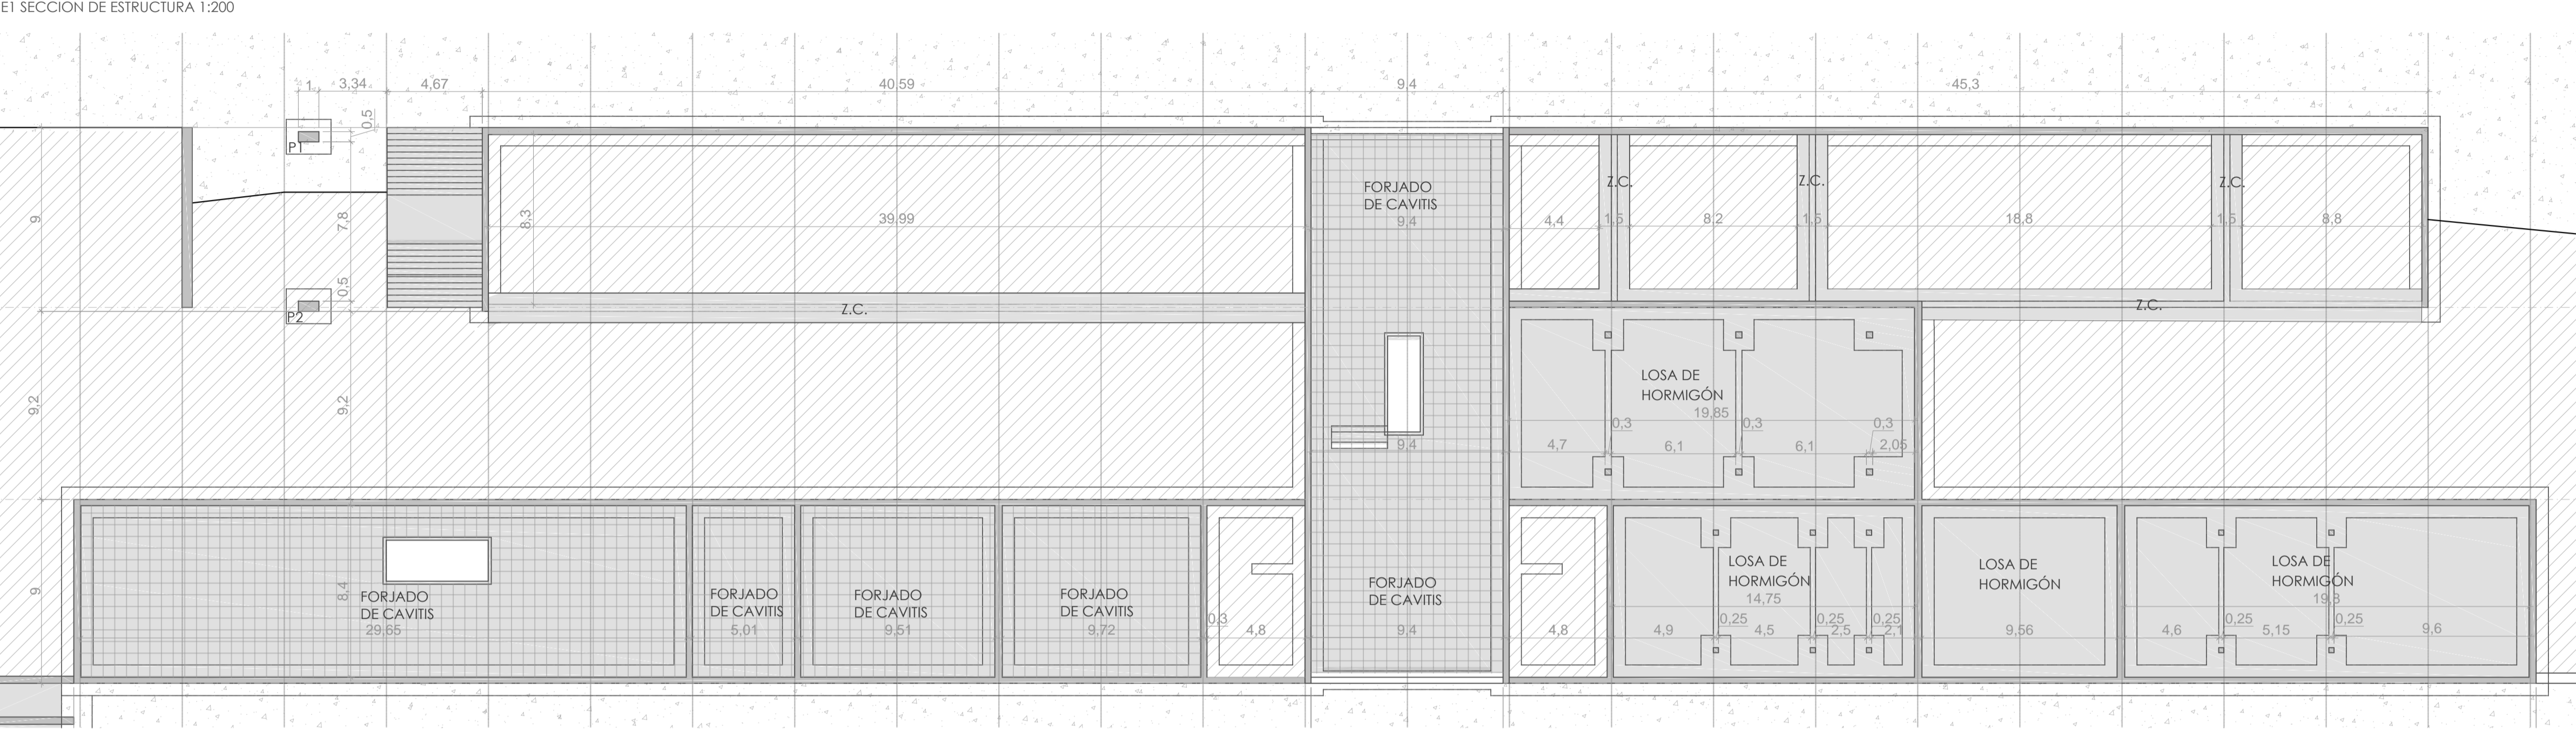 E1 SECCION DE ESTRUCTURA 1:200
1 3,34 4,67 40,59 9,4 45,3
0,5
P1
FORJADO
DE CAVITIS
Z.C. Z.C. Z.C.
9 7,8 8,3 39,99 9,4 4,4 1,5 8,2 1,5 18,8 1,5 8,8
0,5
P2
Z.C. Z.C.
LOSA DE
HORMIGÓN
9,2 9,2 19,85
0,3 0,3 0,3
9,4 4,7 6,1 6,1 2,05
LOSA DE
HORMIGÓN
LOSA DE
HORMIGÓN
LOSA DE
HORMIGÓN
9 8,4
FORJADO
DE CAVITIS
FORJADO
DE CAVITIS
FORJADO
DE CAVITIS
FORJADO
DE CAVITIS
FORJADO
DE CAVITIS
14,75 19,8
0,3 0,25 0,25 0,25 0,25 0,25
29,65 5,01 9,51 9,72 4,8 9,4 4,8 4,9 4,5 2,5 2,1 9,56 4,6 5,15 9,6